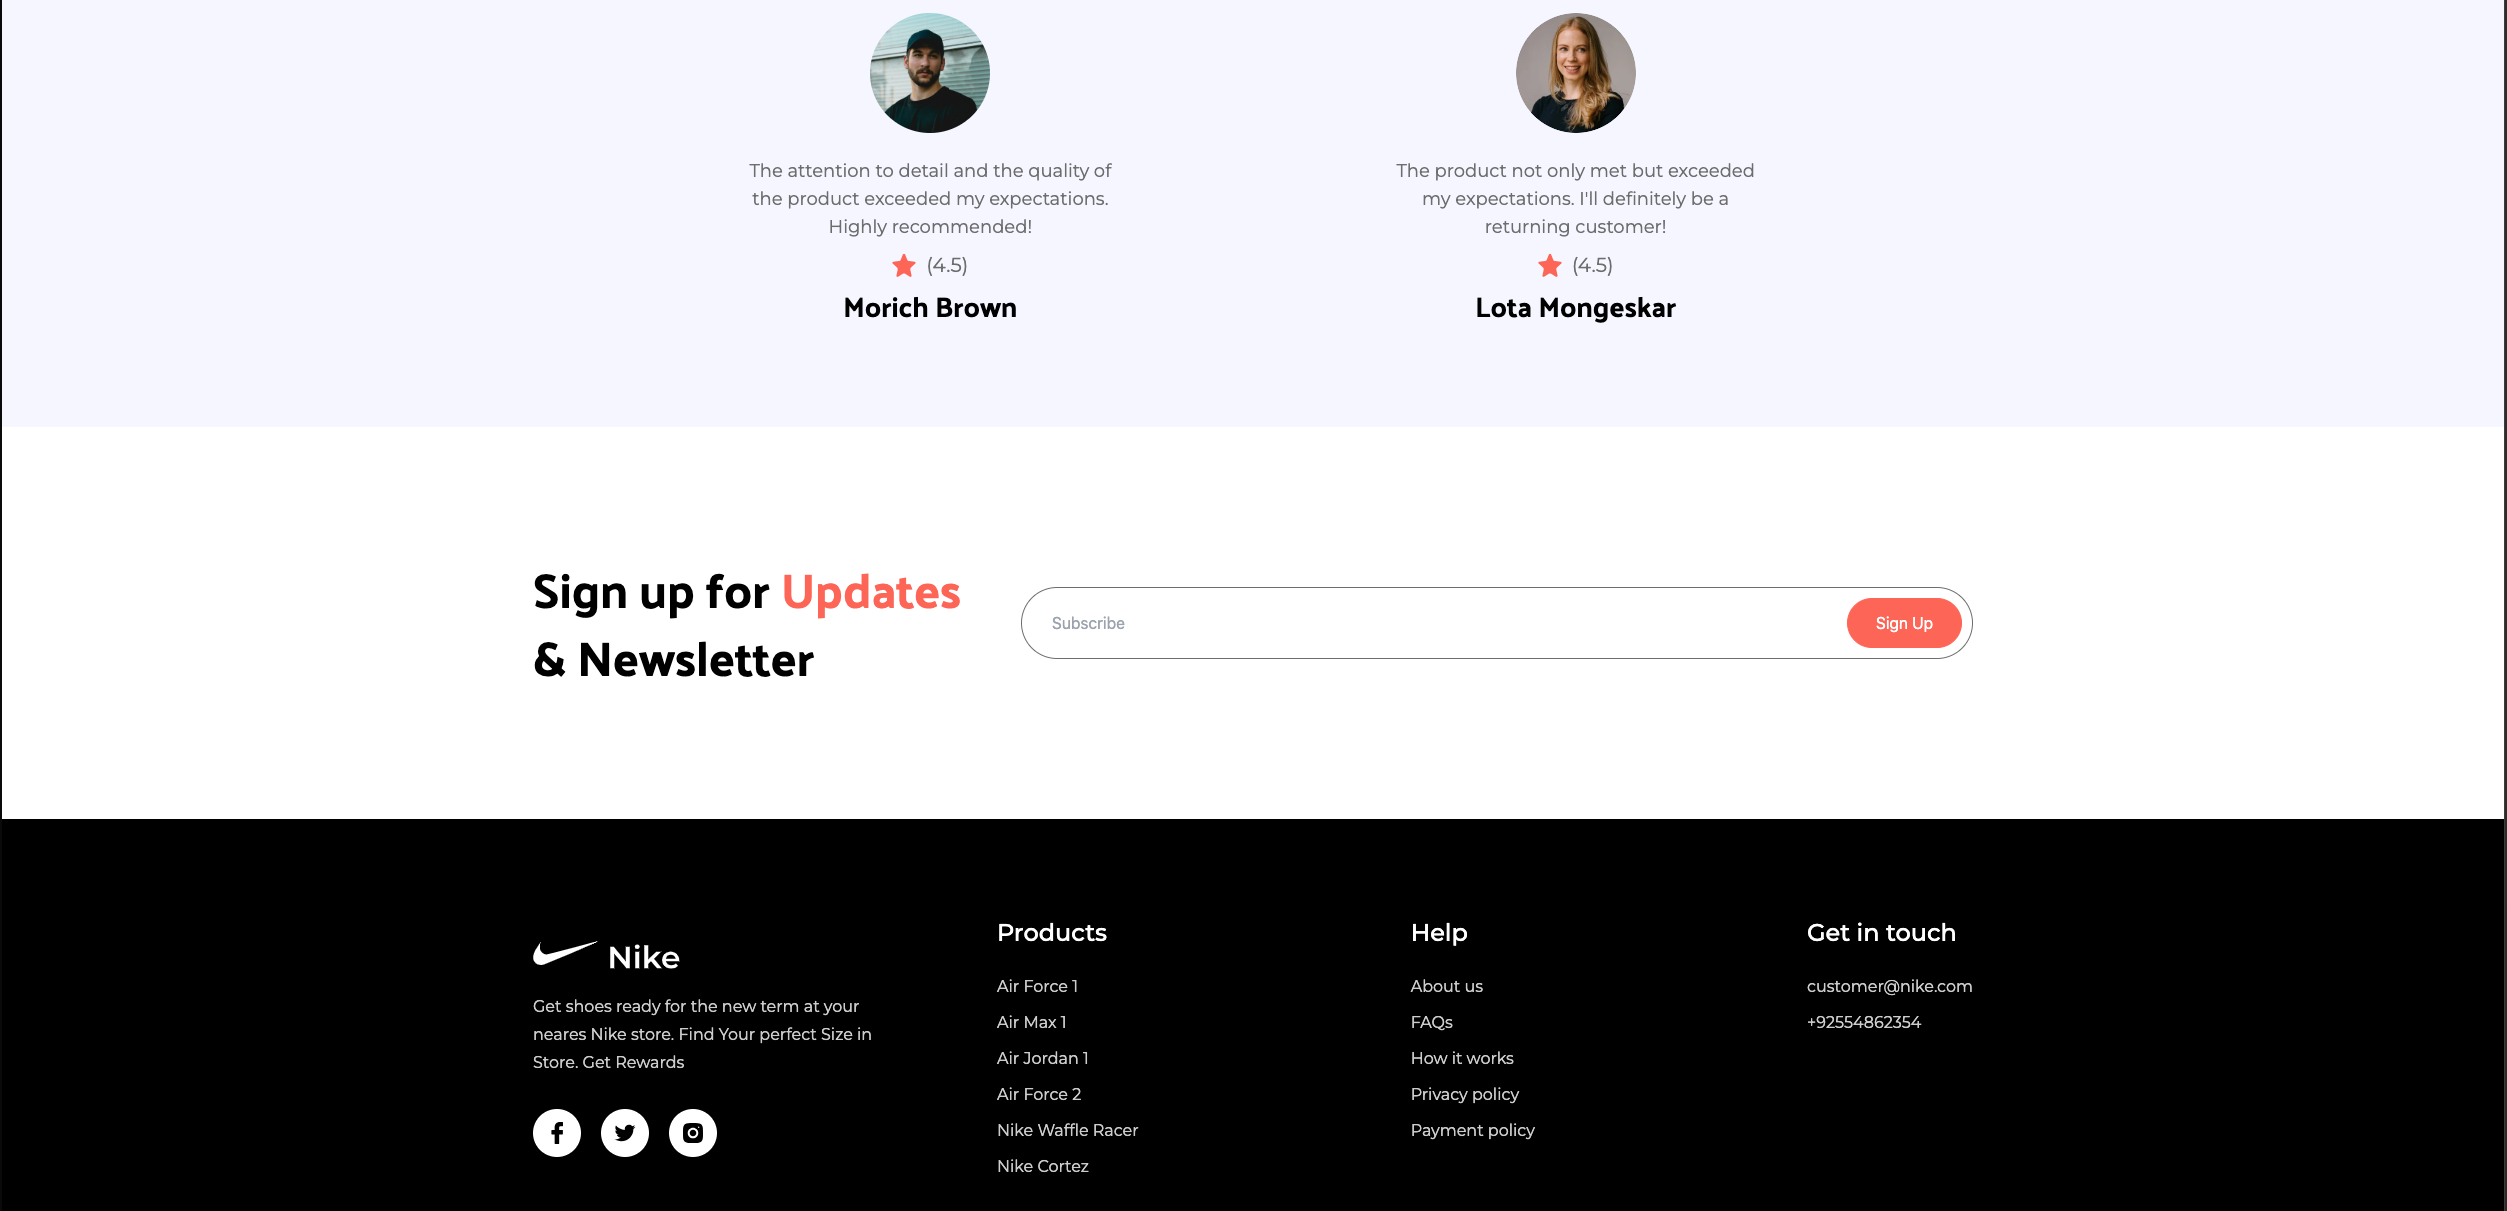 The attention to detail and the quality of
the product exceeded my expectations.
Highly recommended!
(4.5)
Morich Brown
The product not only met but exceeded
my expectations. I'll definitely be a
returning customer!
(4.5)
Lota Mongeskar
Sign up for Updates
& Newsletter
Subscribe
Sign Up
Nike
Get shoes ready for the new term at your
neares Nike store. Find Your perfect Size in
Store. Get Rewards
Products
Air Force 1
Air Max 1
Air Jordan 1
Air Force 2
Nike Waffle Racer
Nike Cortez
Help
About us
FAQs
How it works
Privacy policy
Payment policy
Get in touch
customer@nike.com
+92554862354